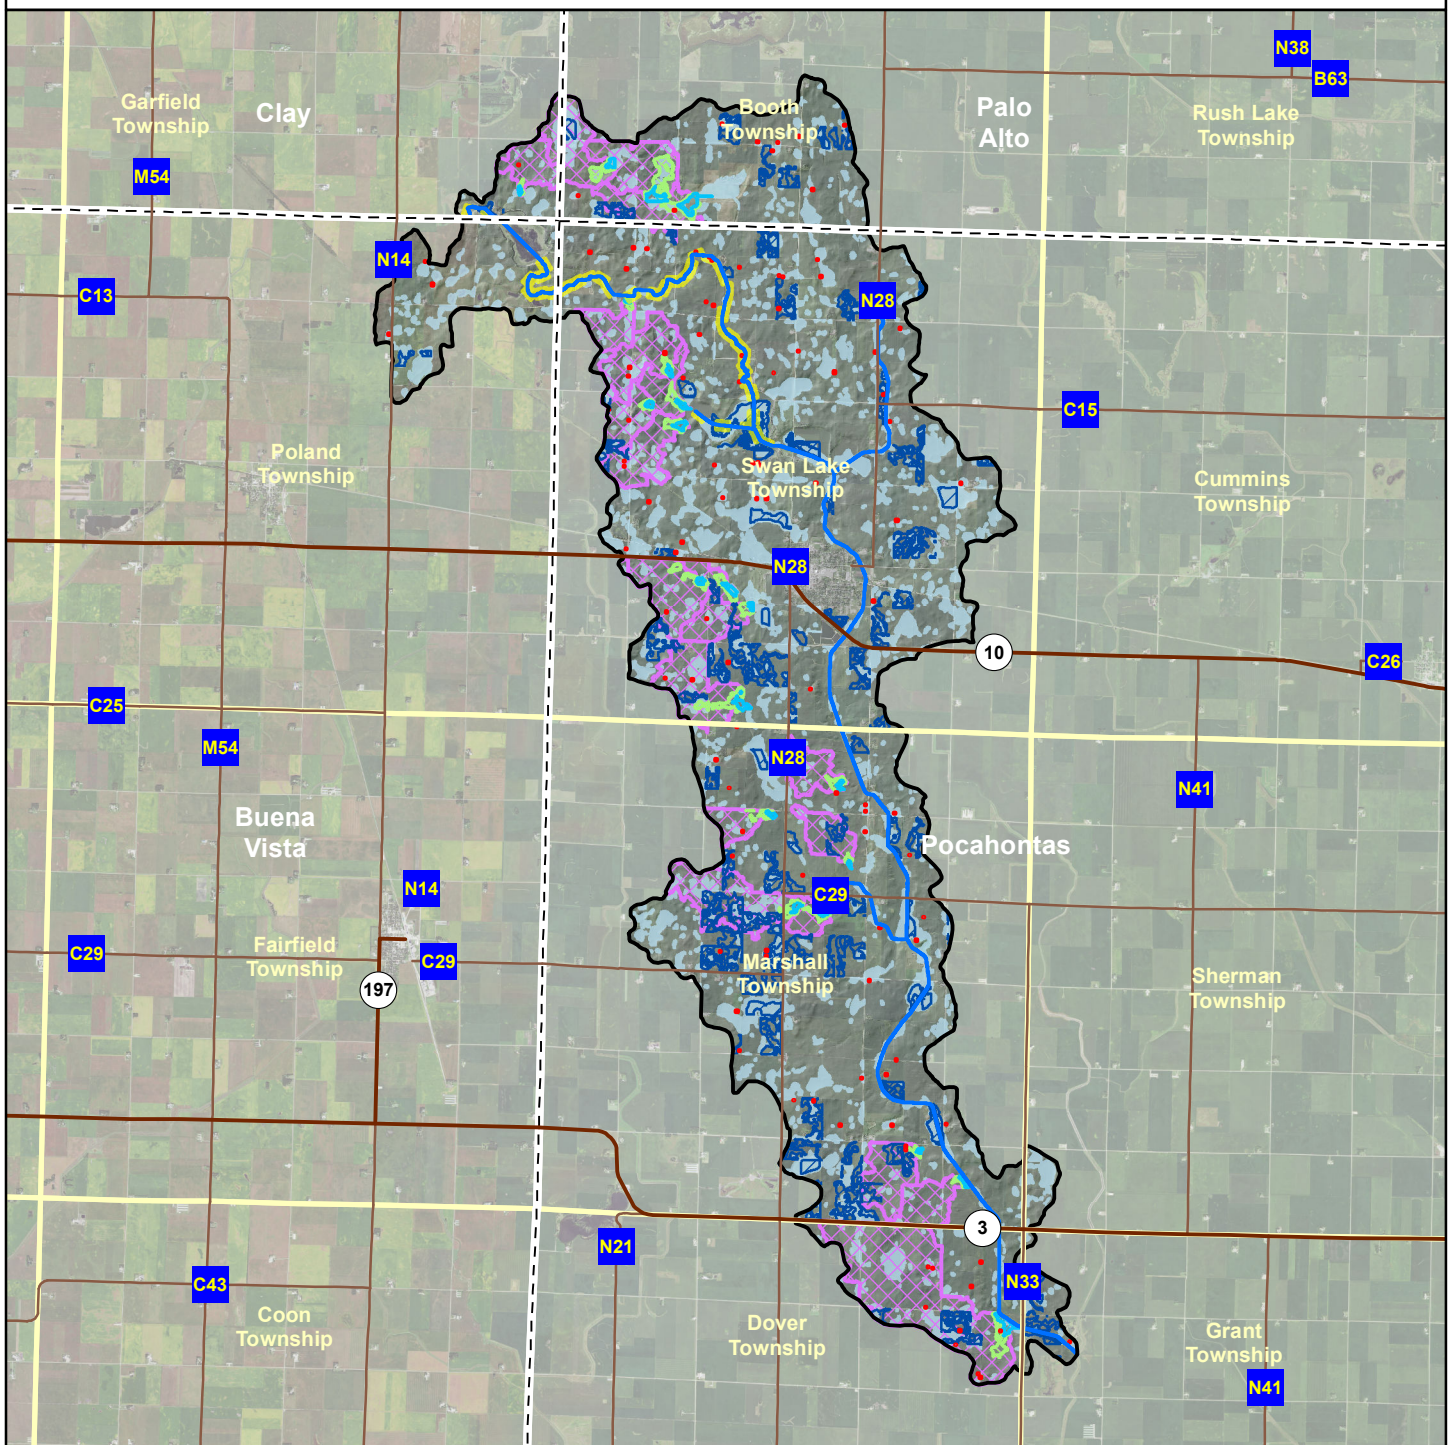 N38
B63
Garfield
Township
Clay
Booth
Township
Palo
Alto
Rush Lake
Township
M54
N14
C13
N28
C15
Poland
Township
Swan Lake
Township
Cummins
Township
N28
10
C26
C25
M54
N28
N41
Buena
Vista
Pocahontas
N14
C29
C29
Fairfield
Township
C29
197
Marshall
Township
Sherman
Township
3
N21
N33
C43
Coon
Township
Dover
Township
Grant
Township
N41